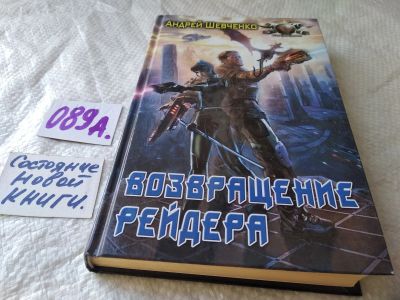 Андрей Шевченко
ВОЗВРАЩЕНИЕ
РЕЙДЕРА
089д.
Состояние
новой
КНИГИ.